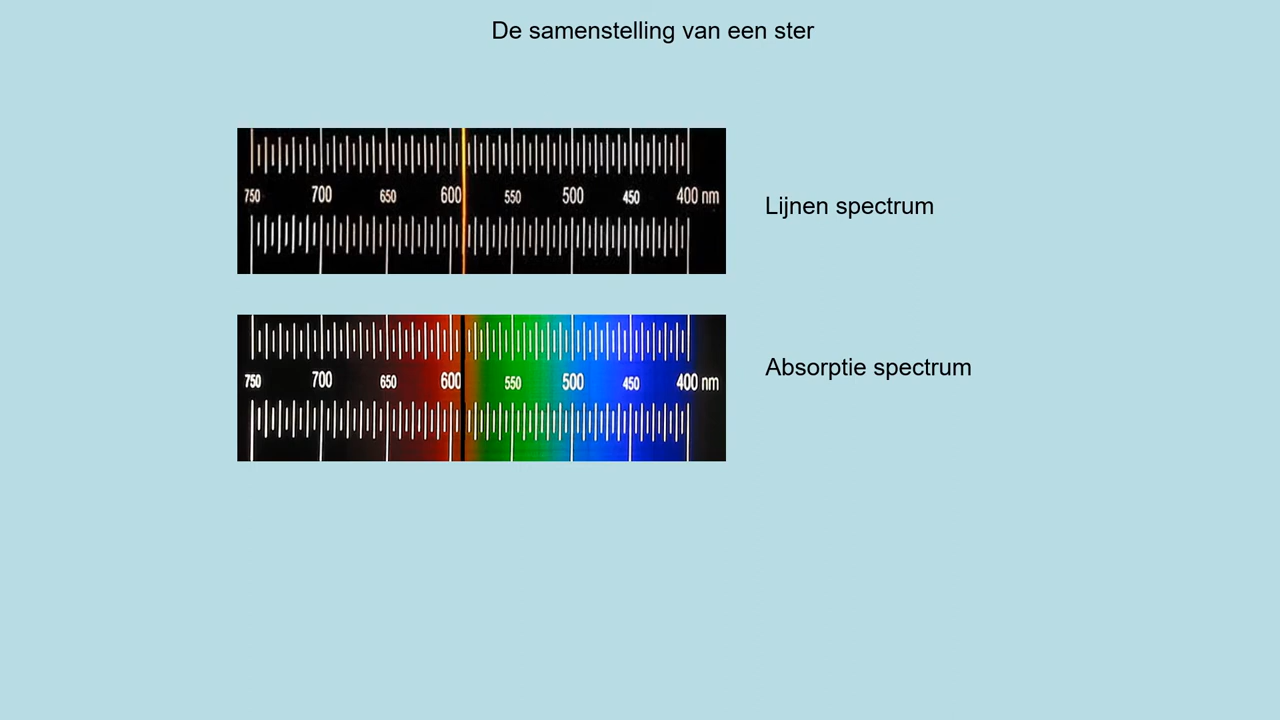 De samenstelling van een ster
750 700 650 600 550 500 450 400 nm
Lijnen spectrum
750 700 650 600 550 500 450 400 nm
Absorptie spectrum